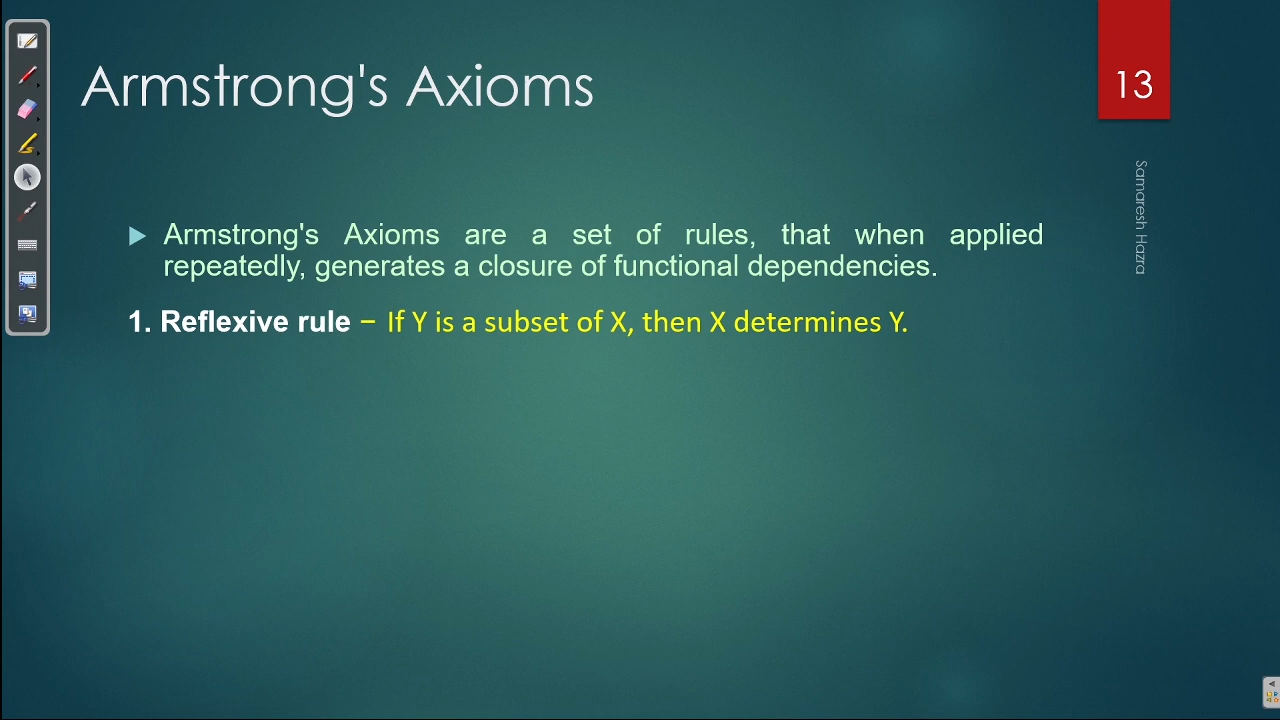 Armstrong's Axioms
13
Samaresh Hazra
Armstrong's Axioms are a set of rules, that when applied
repeatedly, generates a closure of functional dependencies.
1. Reflexive rule – If Y is a subset of X, then X determines Y.